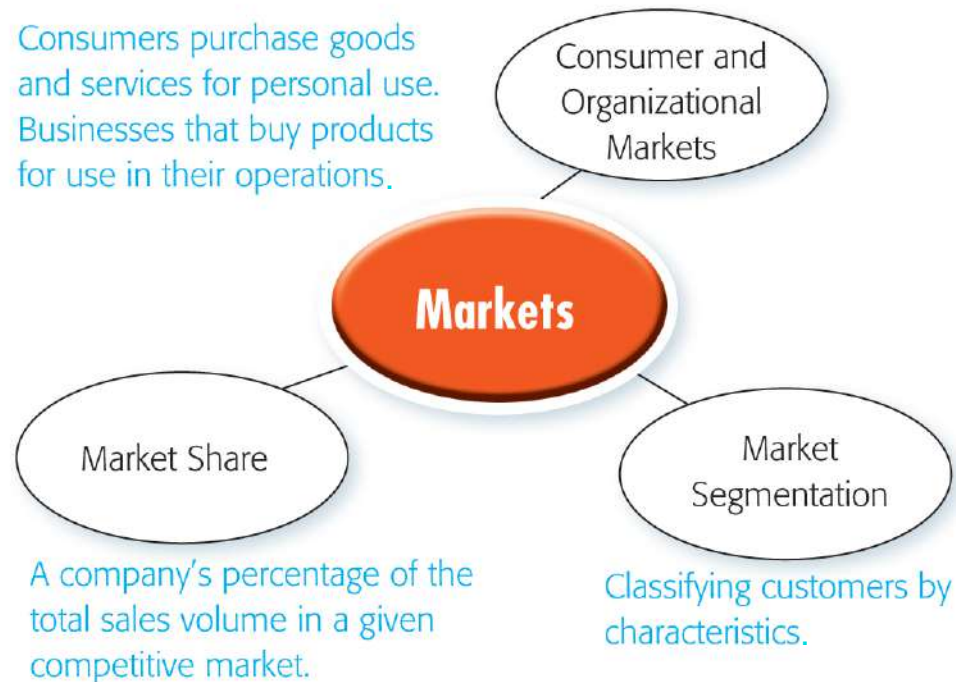 Consumers purchase goods
and services for personal use.
Businesses that buy products
for use in their operations.
Consumer and
Organizational
Markets
Markets
Market Share
A company's percentage of the
total sales volume in a given
competitive market.
Market
Segmentation
Classifying customers by
characteristics.